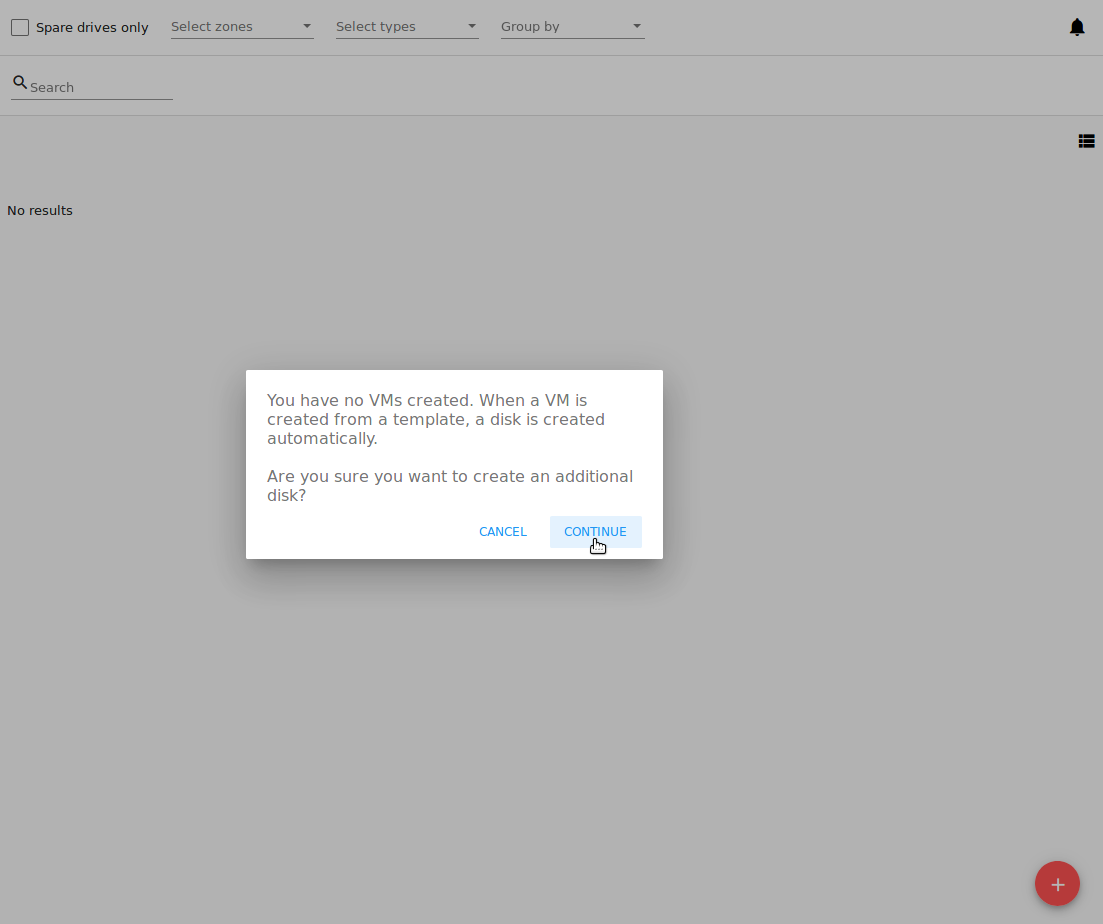 Spare drives only Select zones Select types Group by
Search
No results
You have no VMs created. When a VM is
created from a template, a disk is created
automatically.
Are you sure you want to create an additional
disk?
CANCEL CONTINUE